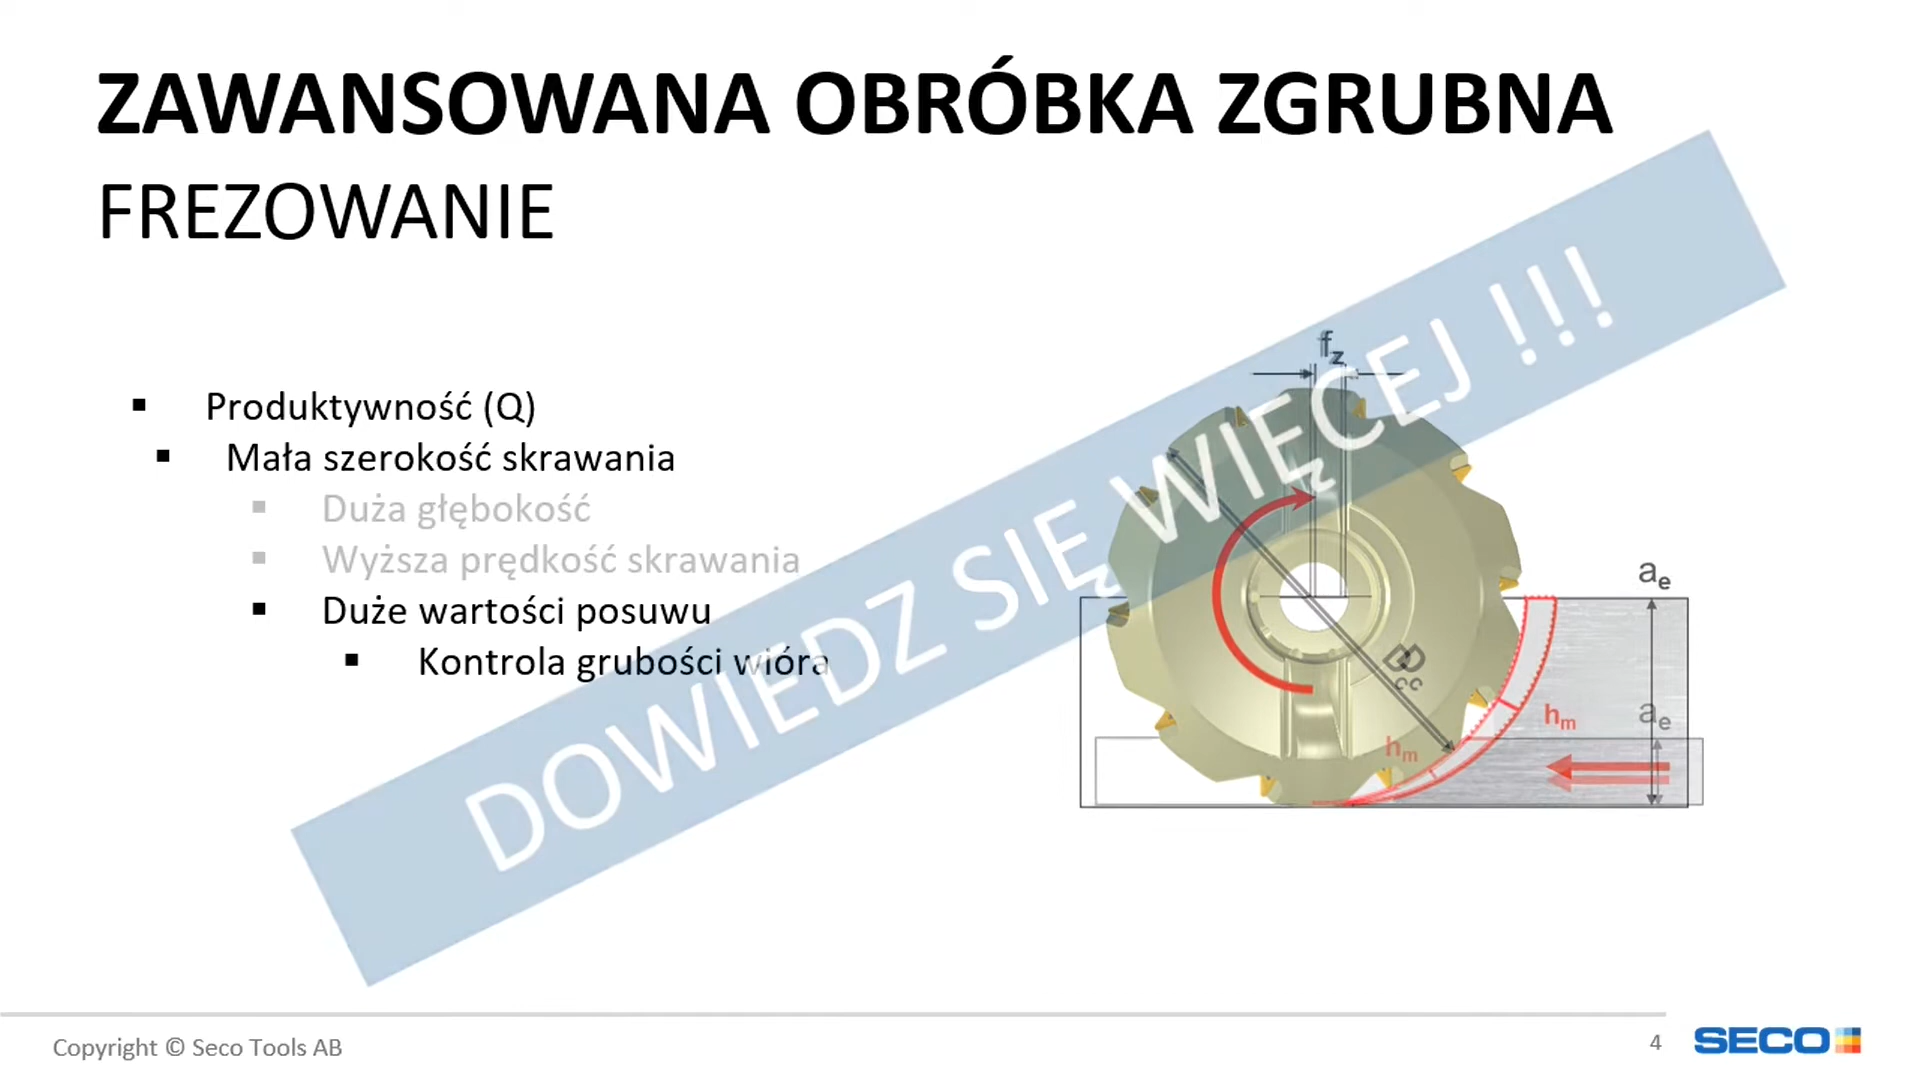 ZAWANSOWANA OBRÓBKA ZGRUBNA
FREZOWANIE
Produktywność (Q)
Mała szerokość skrawania
Duża głębokość
Wyższa prędkość skrawania
Duże wartości posuwu
Kontrola grubości wióra
DOWIEDZ SIĘ WIĘCEJ !!!
fz
ae
Dc
Dc
hm
ae
hm
Copyright © Seco Tools AB
4
SECO